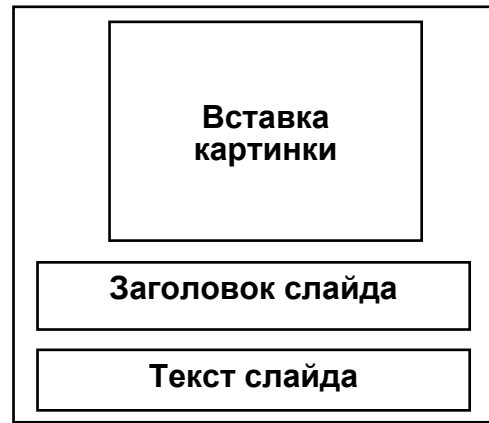 Вставка
картинки
Заголовок слайда
Текст слайда